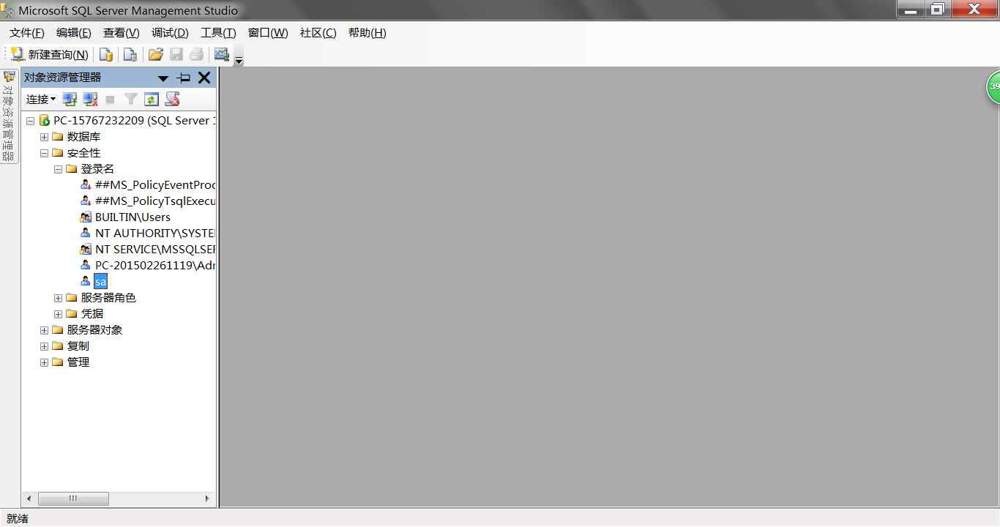 Microsoft SQL Server Management Studio
文件(F) 编辑(E) 查看(V) 调试(D) 工具(T) 窗口(W) 社区(C) 帮助(H)
新建查询(N)
对象资源管理器
对象资源管理器
连接
PC-15767232209 (SQL Server 1
数据库
安全性
登录名
##MS_PolicyEventProc
##MS_PolicyTsqlExecu
BUILTIN\Users
NT AUTHORITY\SYSTE
NT SERVICE\MSSQLSER
PC-201502261119\Adm
sa
服务器角色
凭据
服务器对象
复制
管理
39
就绪